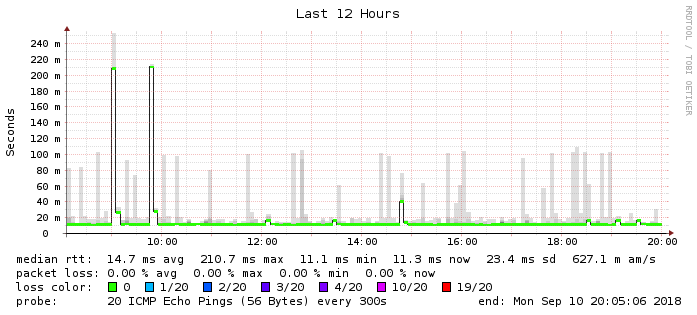 Last 12 Hours
RRDTOOL / TOBI OETIKER
Seconds
240 m
220 m
200 m
180 m
160 m
140 m
120 m
100 m
80 m
60 m
40 m
20 m
0
10:00 12:00 14:00 16:00 18:00 20:00
median rtt: 14.7 ms avg 210.7 ms max 11.1 ms min 11.3 ms now 23.4 ms sd 627.1 m am/s
packet loss: 0.00 % avg 0.00 % max 0.00 % min 0.00 % now
loss color: 0 1/20 2/20 3/20 4/20 10/20 19/20
probe: 20 ICMP Echo Pings (56 Bytes) every 300s end: Mon Sep 10 20:05:06 2018